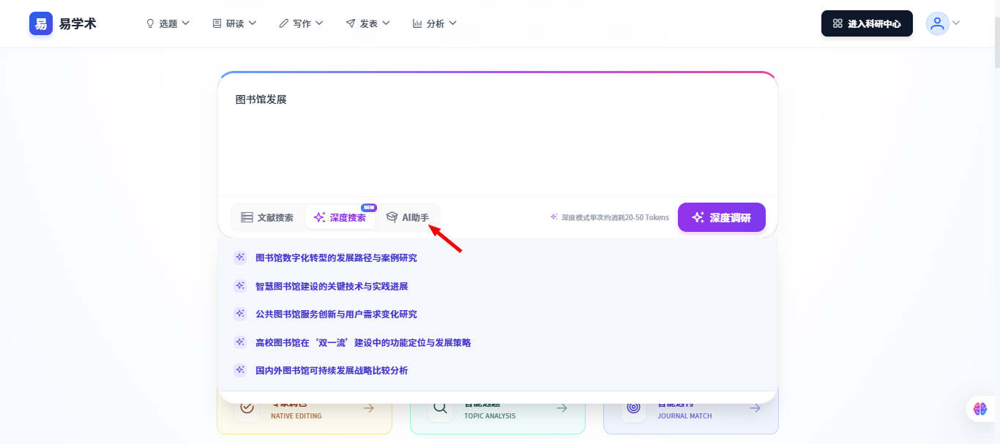 易 易学术 选题 研读 写作 发表 分析 进入科研中心
图书馆发展
文献搜索 深度搜索 NEW AI助手 深度模式单次约消耗20-50 Tokens 深度调研
图书馆数字化转型的发展路径与案例研究
智慧图书馆建设的关键技术与实践进展
公共图书馆服务创新与用户需求变化研究
高校图书馆在‘双一流’建设中的功能定位与发展策略
国内外图书馆可持续发展战略比较分析
NATIVE EDITING TOPIC ANALYSIS JOURNAL MATCH